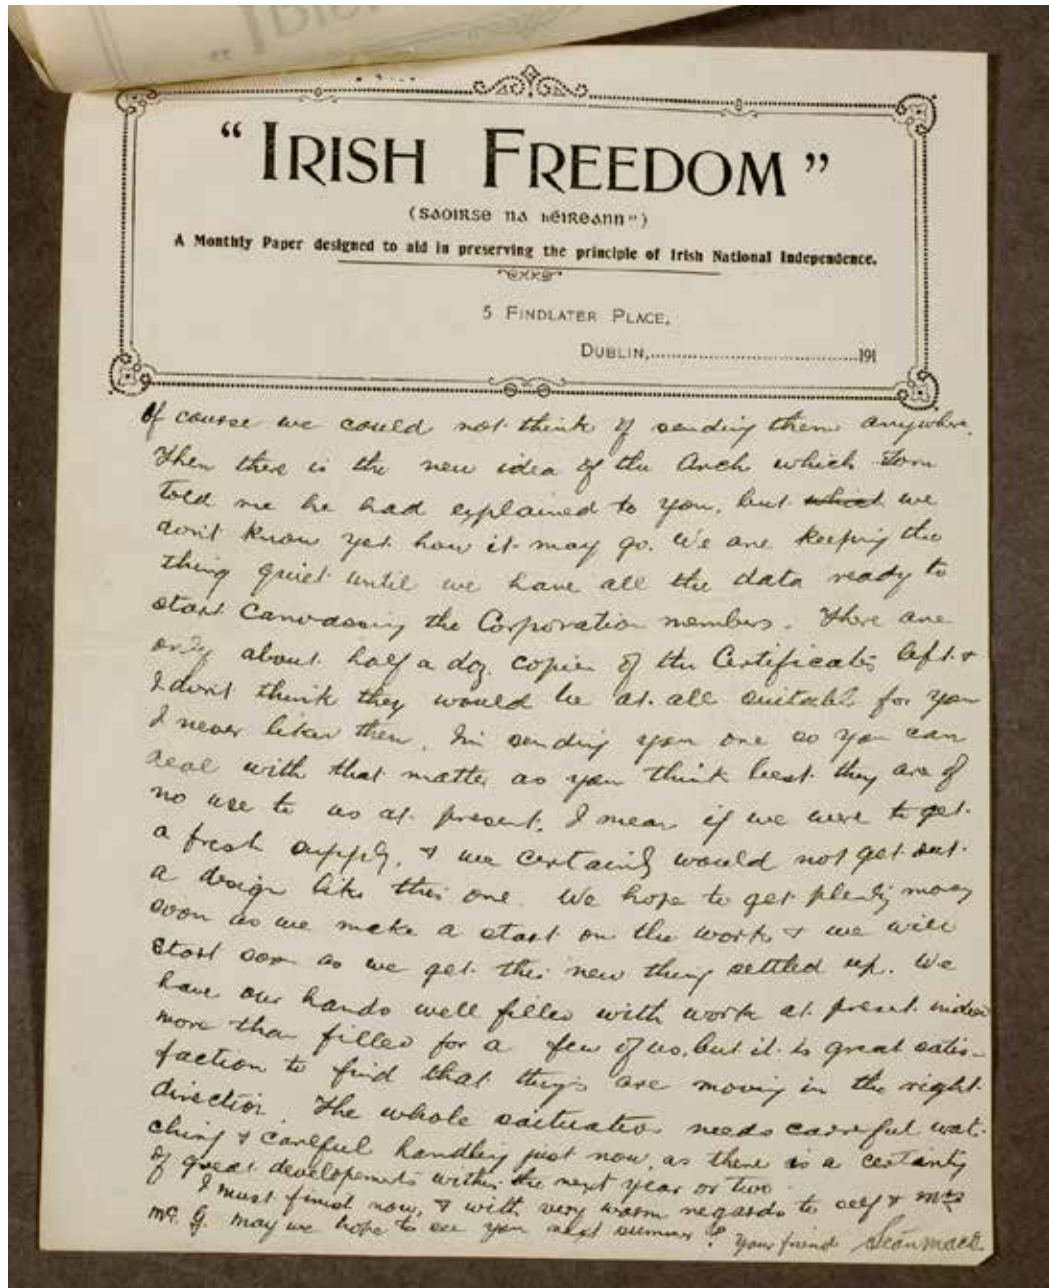 "IRISH FREEDOM"
(saoirse na héireann")
A Monthly Paper designed to aid in preserving the principle of Irish National Independence.
5 FINDLATER PLACE,
DUBLIN,..............................191
Of course we could not think of sending them anywhere.
Then there is the new idea of the Arch which Tom
told me he had explained to you, but which we
don't know yet how it may go. We are keeping the
thing quiet until we have all the data ready to
start canvassing the Corporation members. There are
only about half a doz. copies of the Certificates left &
I don't think they would be at all suitable for you
I never liked them. I'm sending you one so you can
deal with that matter as you think best. they are of
no use to us at present, I mean if we were to get
a fresh supply, & we certainly would not get out
a design like this one. We hope to get plenty money
soon as we make a start on the work & we will
start soon as we get this new thing settled up. We
have our hands well filled with work at present indeed
more than filled for a few of us, but it is great satis-
faction to find that things are moving in the right
direction. The whole situation needs careful wat-
ching & careful handling just now, as there is a certainty
of great developements within the next year or two.
I must finish now, & with very warm regards to self & Mrs
McG. may we hope to see you next summer? Your friend Seán MacD.